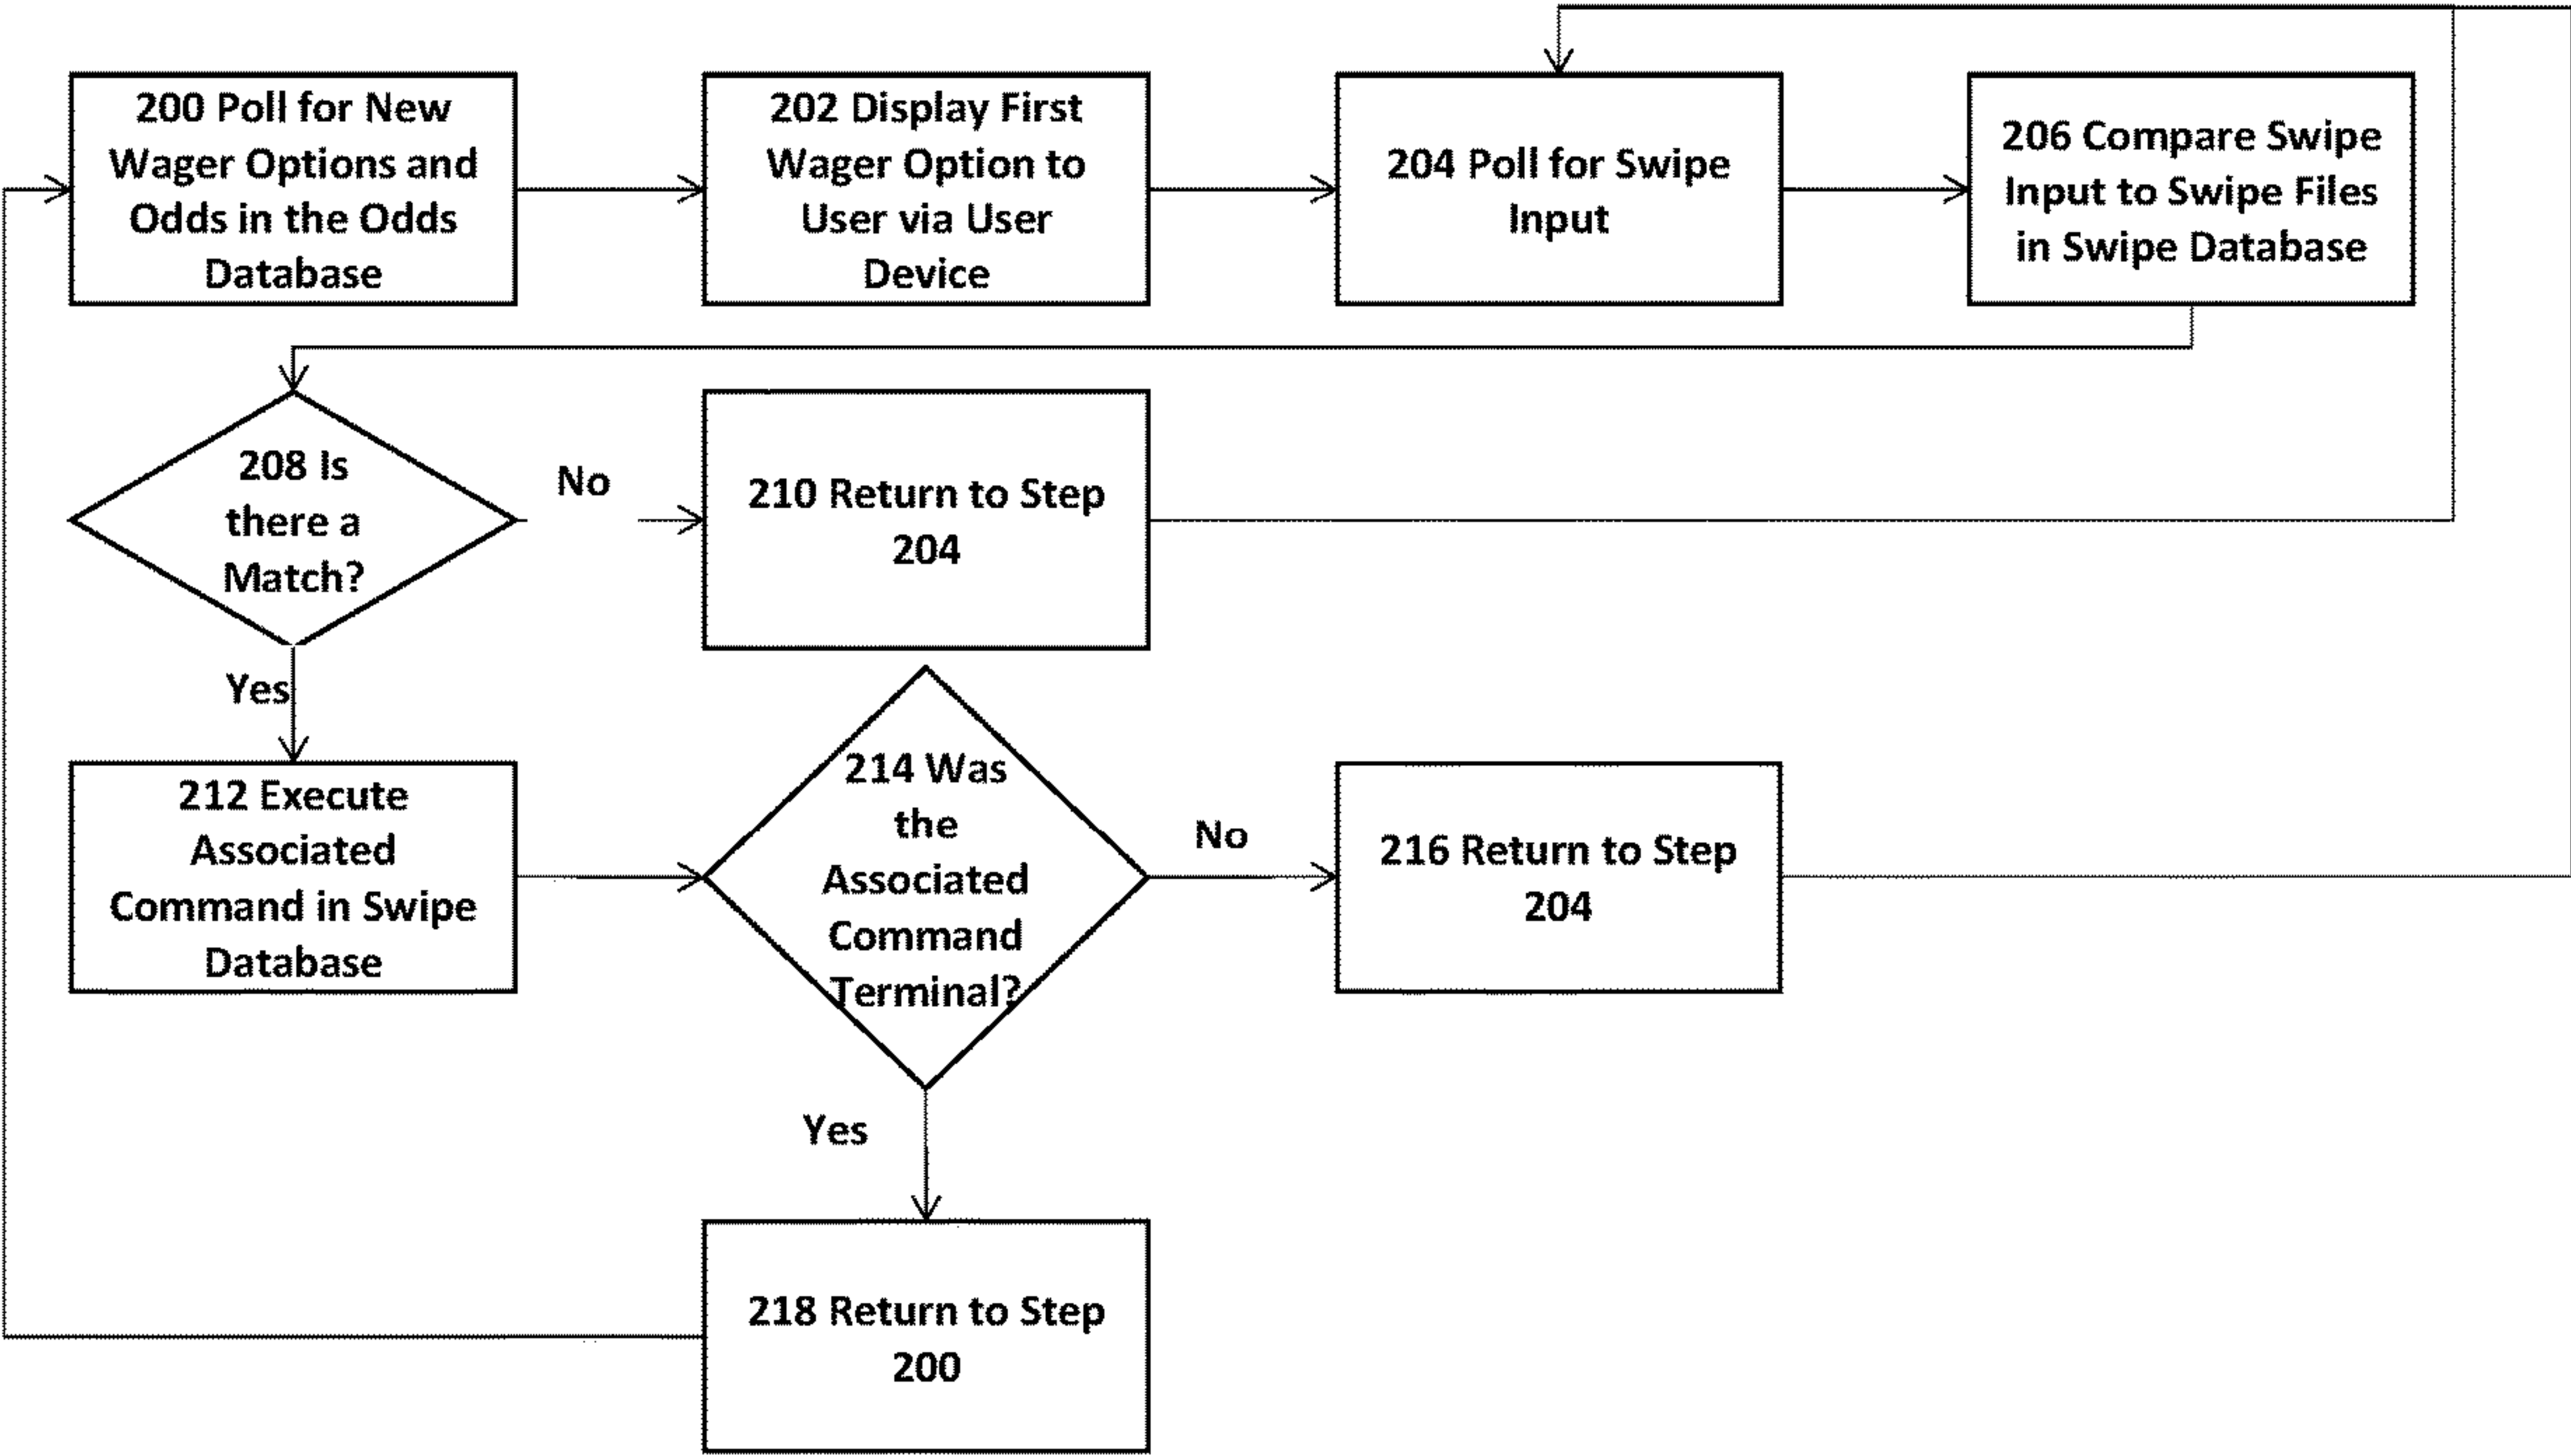 200 Poll for New
Wager Options and
Odds in the Odds
Database
202 Display First
Wager Option to
User via User
Device
204 Poll for Swipe
Input
206 Compare Swipe
Input to Swipe Files
in Swipe Database
208 Is
there a
Match?
No
210 Return to Step
204
Yes
212 Execute
Associated
Command in Swipe
Database
214 Was
the
Associated
Command
Terminal?
No
216 Return to Step
204
Yes
218 Return to Step
200